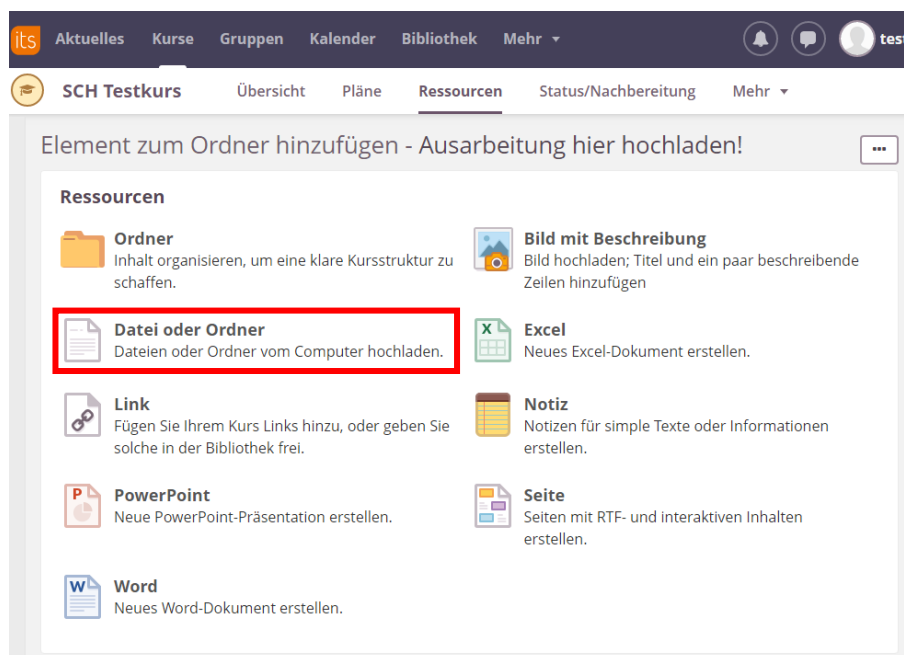 its Aktuelles Kurse Gruppen Kalender Bibliothek Mehr test
SCH Testkurs Übersicht Pläne Ressourcen Status/Nachbereitung Mehr
Element zum Ordner hinzufügen - Ausarbeitung hier hochladen!
Ressourcen
Ordner
Inhalt organisieren, um eine klare Kursstruktur zu
schaffen.
Bild mit Beschreibung
Bild hochladen; Titel und ein paar beschreibende
Zeilen hinzufügen
Datei oder Ordner
Dateien oder Ordner vom Computer hochladen.
X
Excel
Neues Excel-Dokument erstellen.
Link
Fügen Sie Ihrem Kurs Links hinzu, oder geben Sie
solche in der Bibliothek frei.
Notiz
Notizen für simple Texte oder Informationen
erstellen.
P
PowerPoint
Neue PowerPoint-Präsentation erstellen.
Seite
Seiten mit RTF- und interaktiven Inhalten
erstellen.
W
Word
Neues Word-Dokument erstellen.